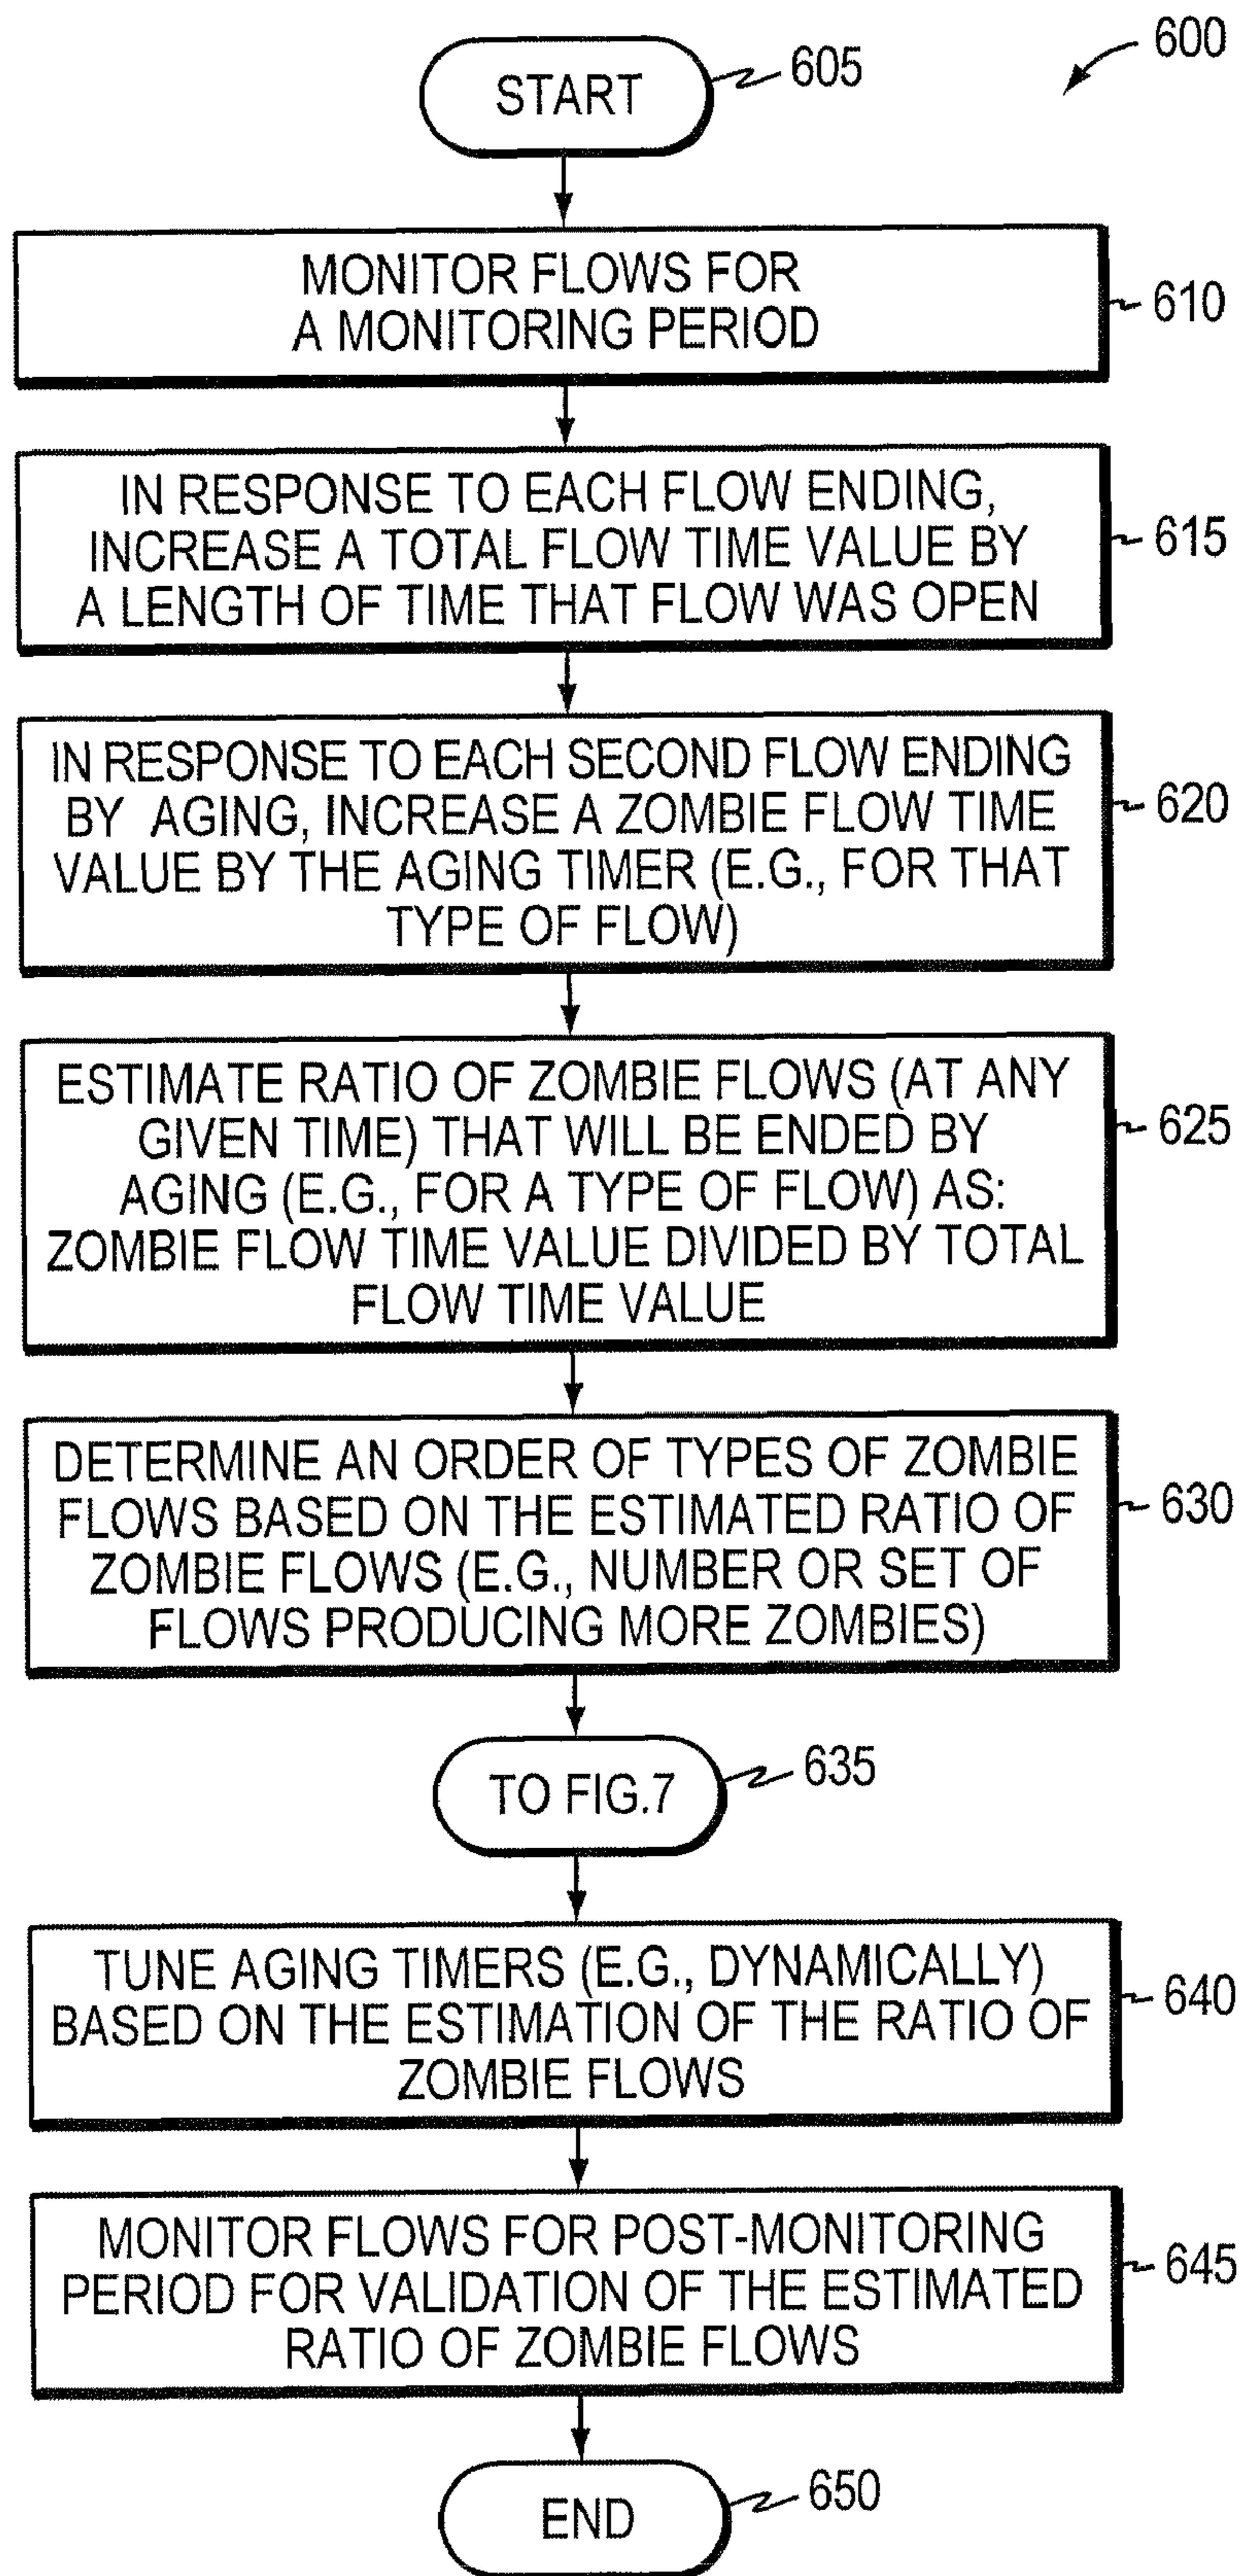 600
START
605
MONITOR FLOWS FOR
A MONITORING PERIOD
610
IN RESPONSE TO EACH FLOW ENDING,
INCREASE A TOTAL FLOW TIME VALUE BY
A LENGTH OF TIME THAT FLOW WAS OPEN
615
IN RESPONSE TO EACH SECOND FLOW ENDING
BY AGING, INCREASE A ZOMBIE FLOW TIME
VALUE BY THE AGING TIMER (E.G., FOR THAT
TYPE OF FLOW)
620
ESTIMATE RATIO OF ZOMBIE FLOWS (AT ANY
GIVEN TIME) THAT WILL BE ENDED BY
AGING (E.G., FOR A TYPE OF FLOW) AS:
ZOMBIE FLOW TIME VALUE DIVIDED BY TOTAL
FLOW TIME VALUE
625
DETERMINE AN ORDER OF TYPES OF ZOMBIE
FLOWS BASED ON THE ESTIMATED RATIO OF
ZOMBIE FLOWS (E.G., NUMBER OR SET OF
FLOWS PRODUCING MORE ZOMBIES)
630
TO FIG.7
635
TUNE AGING TIMERS (E.G., DYNAMICALLY)
BASED ON THE ESTIMATION OF THE RATIO OF
ZOMBIE FLOWS
640
MONITOR FLOWS FOR POST-MONITORING
PERIOD FOR VALIDATION OF THE ESTIMATED
RATIO OF ZOMBIE FLOWS
645
END
650